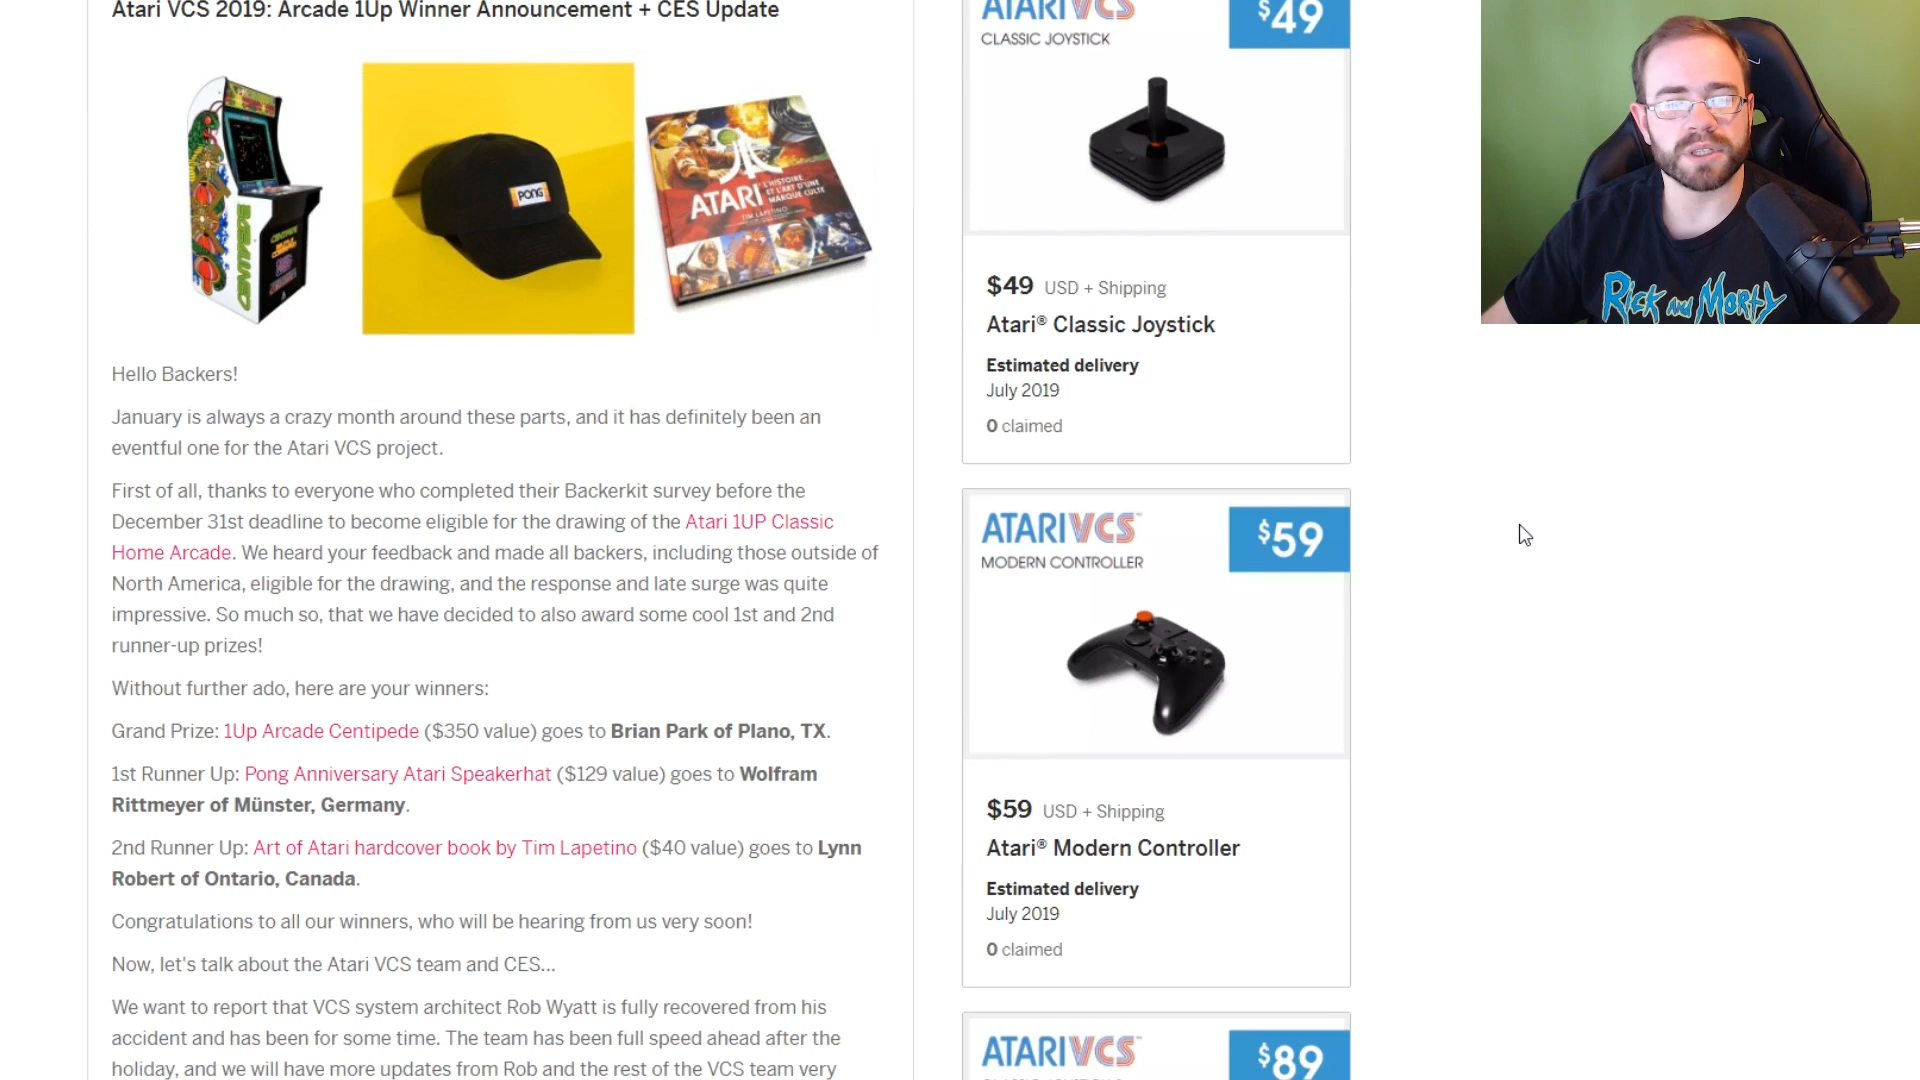 Atari VCS 2019: Arcade 1Up Winner Announcement + CES Update
PONG
ATARI
L'HISTOIRE
ET L'ART D'UNE
MARQUE CULTE
TIM LAPETINO
Hello Backers!
January is always a crazy month around these parts, and it has definitely been an
eventful one for the Atari VCS project.
First of all, thanks to everyone who completed their Backerkit survey before the
December 31st deadline to become eligible for the drawing of the Atari 1UP Classic
Home Arcade. We heard your feedback and made all backers, including those outside of
North America, eligible for the drawing, and the response and late surge was quite
impressive. So much so, that we have decided to also award some cool 1st and 2nd
runner-up prizes!
Without further ado, here are your winners:
Grand Prize: 1Up Arcade Centipede ($350 value) goes to Brian Park of Plano, TX.
1st Runner Up: Pong Anniversary Atari Speakerhat ($129 value) goes to Wolfram
Rittmeyer of Münster, Germany.
2nd Runner Up: Art of Atari hardcover book by Tim Lapetino ($40 value) goes to Lynn
Robert of Ontario, Canada.
Congratulations to all our winners, who will be hearing from us very soon!
Now, let's talk about the Atari VCS team and CES...
We want to report that VCS system architect Rob Wyatt is fully recovered from his
accident and has been for some time. The team has been full speed ahead after the
holiday, and we will have more updates from Rob and the rest of the VCS team very
ATARI VCS™
$49
CLASSIC JOYSTICK
$49 USD + Shipping
Atari® Classic Joystick
Estimated delivery
July 2019
0 claimed
ATARI VCS™
$59
MODERN CONTROLLER
$59 USD + Shipping
Atari® Modern Controller
Estimated delivery
July 2019
0 claimed
ATARI VCS™
$89
RICK AND MORTY